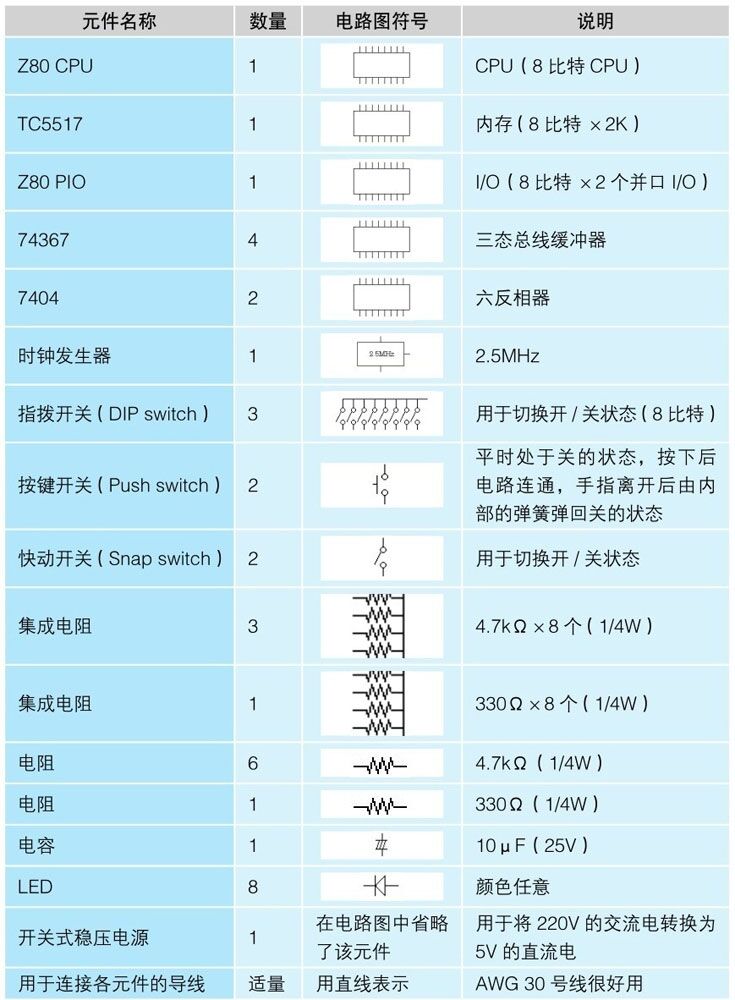 元件名称 数量 电路图符号 说明
Z80 CPU 1 CPU（8 比特 CPU）
TC5517 1 内存（8 比特 ×2K）
Z80 PIO 1 I/O（8 比特 ×2 个并口 I/O）
74367 4 三态总线缓冲器
7404 2 六反相器
时钟发生器 1 2.5MHz 2.5MHz
指拨开关（DIP switch） 3 用于切换开 / 关状态（8 比特）
按键开关（Push switch） 2 平时处于关的状态，按下后
电路连通，手指离开后由内
部的弹簧弹回关的状态
快动开关（Snap switch） 2 用于切换开 / 关状态
集成电阻 3 4.7kΩ ×8 个（1/4W）
集成电阻 1 330Ω ×8 个（1/4W）
电阻 6 4.7kΩ（1/4W）
电阻 1 330Ω（1/4W）
电容 1 10μF（25V）
LED 8 颜色任意
开关式稳压电源 1 在电路图中省略 用于将 220V 的交流电转换为
了该元件 5V 的直流电
用于连接各元件的导线 适量 用直线表示 AWG 30 号线很好用